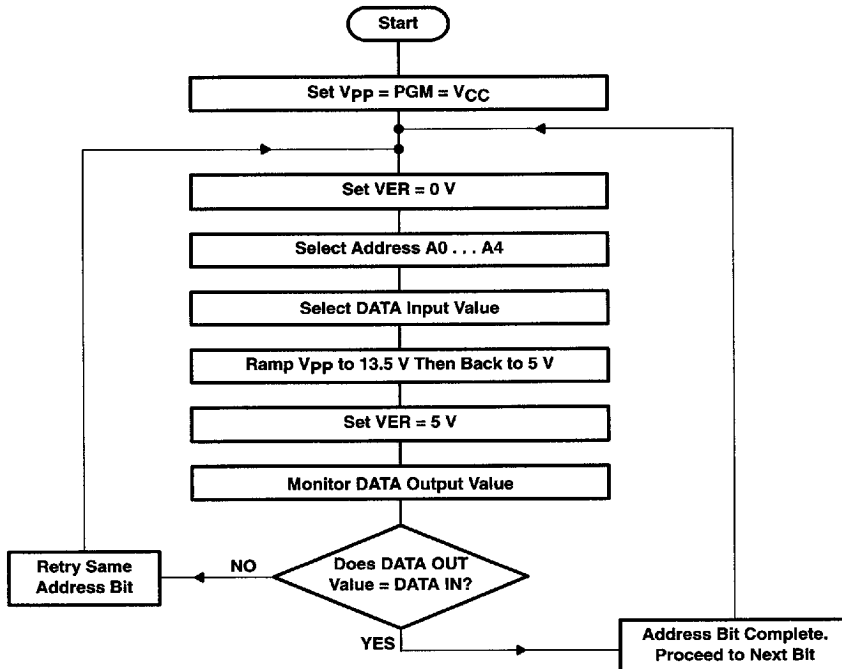 Start
Set VPP = PGM = VCC
Set VER = 0 V
Select Address A0 . . . A4
Select DATA Input Value
Ramp VPP to 13.5 V Then Back to 5 V
Set VER = 5 V
Monitor DATA Output Value
Does DATA OUT
Value = DATA IN?
NO
Retry Same
Address Bit
YES
Address Bit Complete.
Proceed to Next Bit